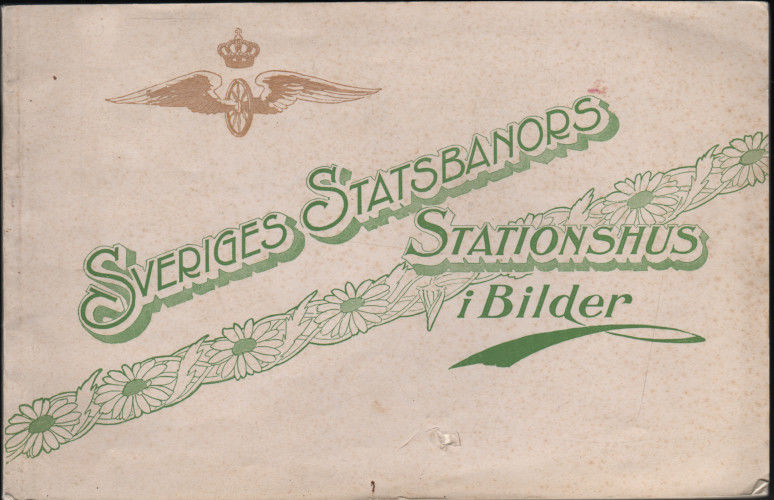 SVERIGES STATSBANORS
STATIONSHUS
i Bilder